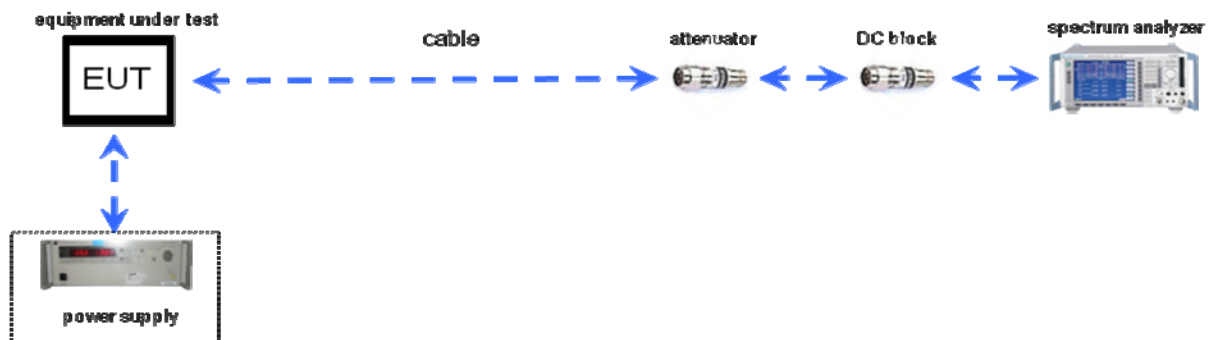 equipment under test
cable
attenuator
DC block
spectrum analyzer
EUT
power supply